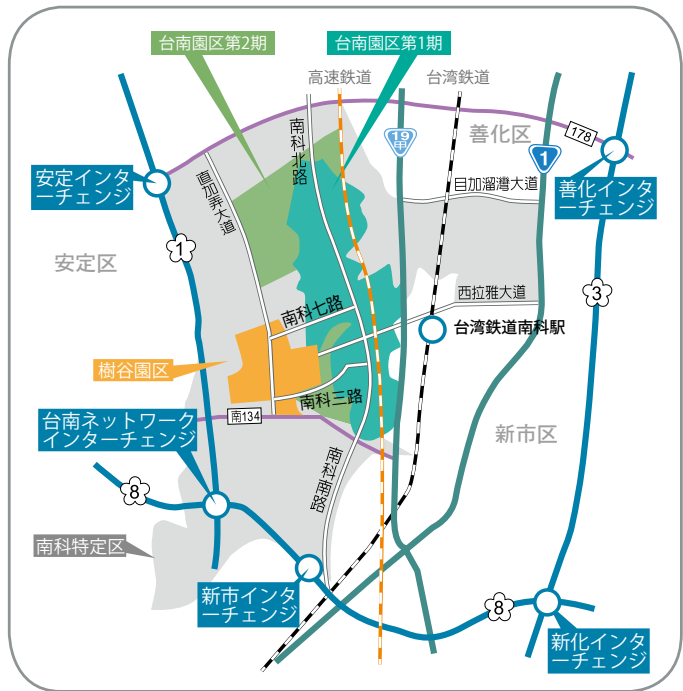 台南園区第2期
台南園区第1期
高速鉄道
台湾鉄道
南科北路
19
甲
善化区
178
1
直加弄大道
安定インタ
ーチェンジ
目加溜灣大道
善化インタ
ーチェンジ
1
安定区
3
西拉雅大道
南科七路
台湾鉄道南科駅
樹谷園区
南科三路
南134
台南ネットワーク
インターチェンジ
新市区
南科南路
8
南科特定区
新市インタ
ーチェンジ
8
新化インタ
ーチェンジ